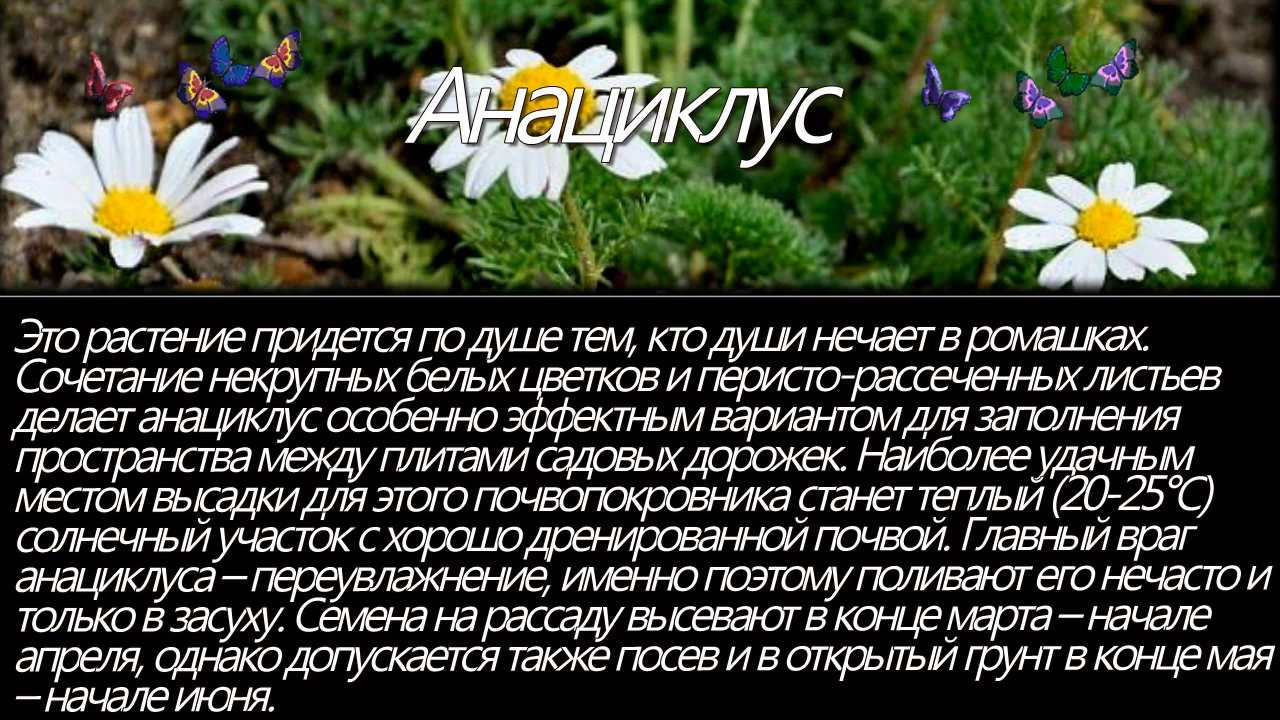 Анациклус
Это растение придется по душе тем, кто души нечает в ромашках.
Сочетание некрупных белых цветков и перисто-рассеченных листьев
делает анациклус особенно эффектным вариантом для заполнения
пространства между плитами садовых дорожек. Наиболее удачным
местом высадки для этого почвопокровника станет теплый (20-25°C)
солнечный участок с хорошо дренированной почвой. Главный враг
анациклуса – переувлажнение, именно поэтому поливают его нечасто и
только в засуху. Семена на рассаду высевают в конце марта – начале
апреля, однако допускается также посев и в открытый грунт в конце мая
– начале июня.